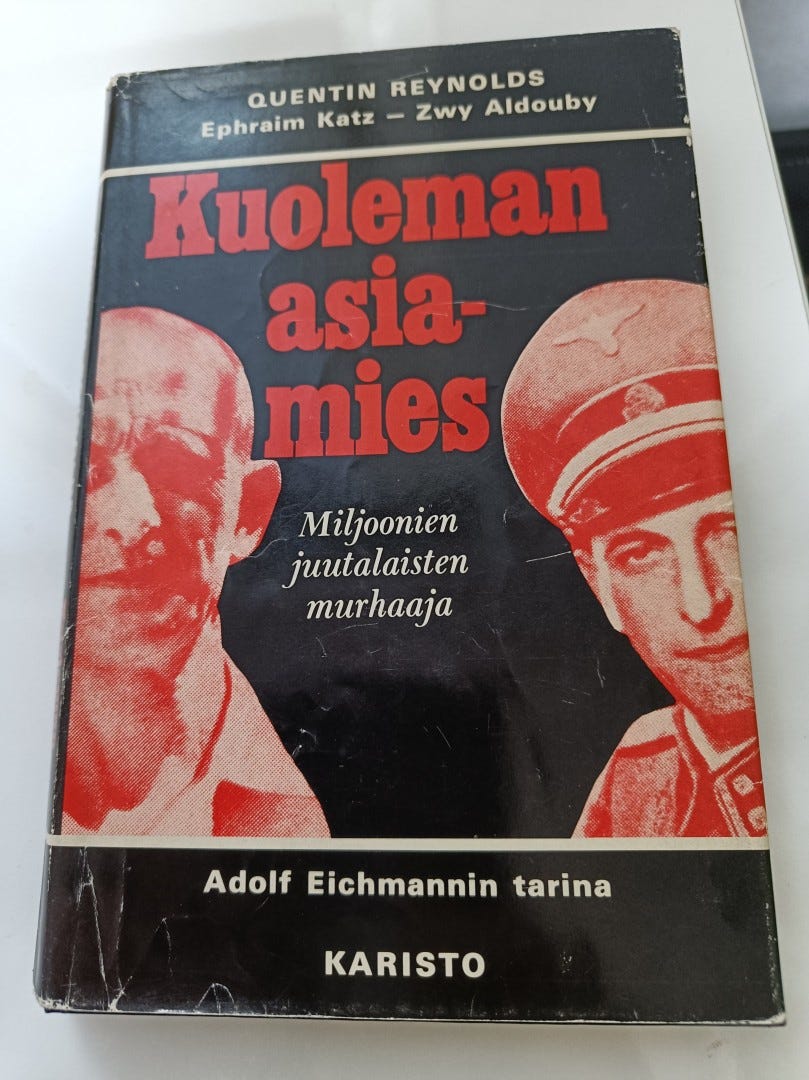 QUENTIN REYNOLDS
Ephraim Katz – Zwy Aldouby
Kuoleman
asia-
mies
Miljoonien
juutalaisten
murhaaja
Adolf Eichmannin tarina
KARISTO